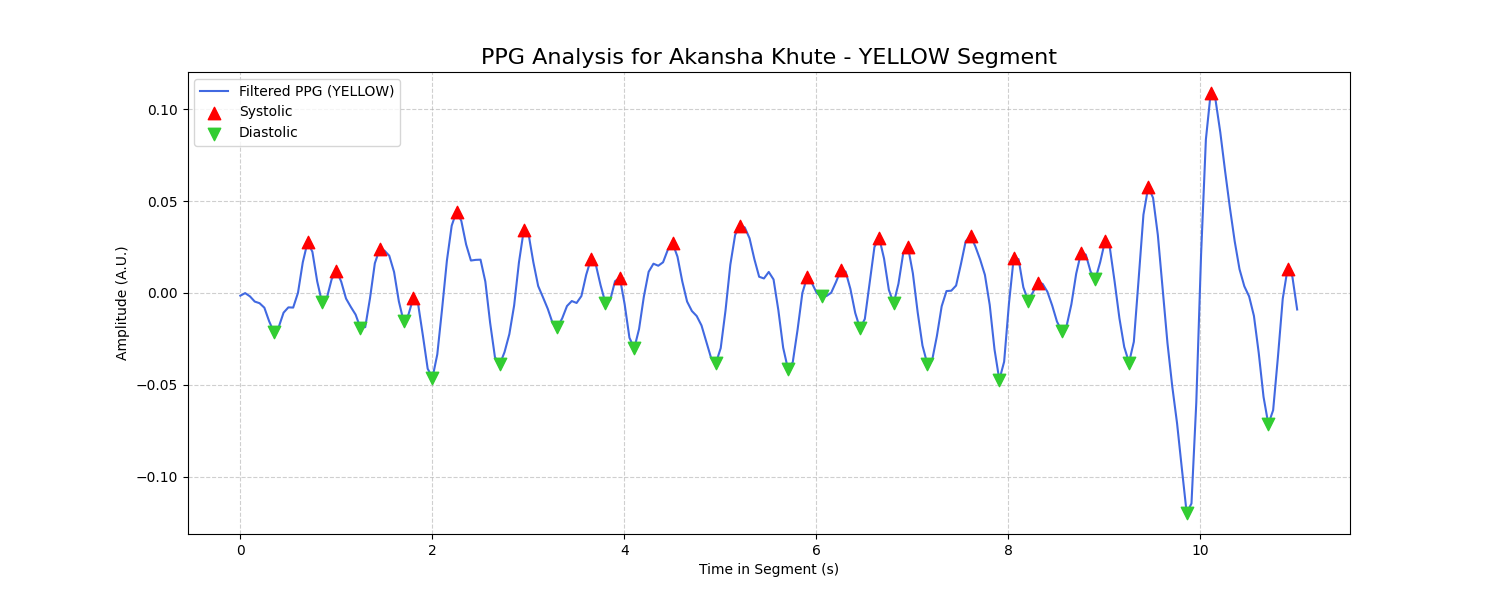 PPG Analysis for Akansha Khute - YELLOW Segment
Filtered PPG (YELLOW)
Systolic
Diastolic
Amplitude (A.U.)
0.10
0.05
0.00
−0.05
−0.10
0 2 4 6 8 10
Time in Segment (s)